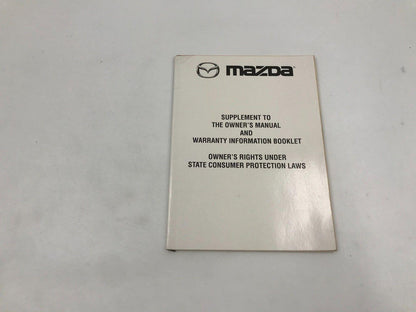 mazda
SUPPLEMENT TO
THE OWNER'S MANUAL
AND
WARRANTY INFORMATION BOOKLET
OWNER'S RIGHTS UNDER
STATE CONSUMER PROTECTION LAWS